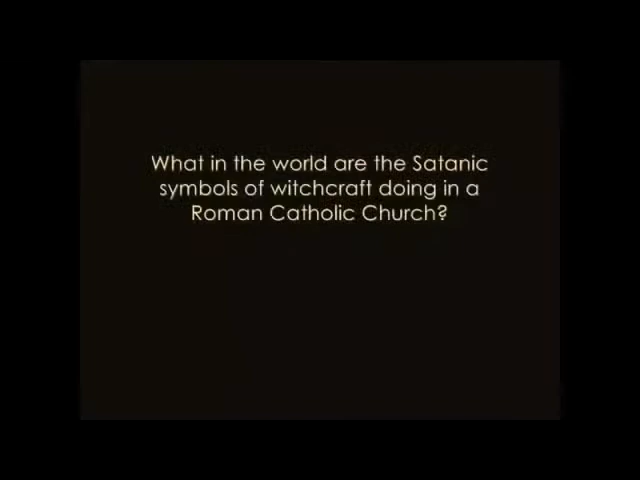 What in the world are the Satanic
symbols of witchcraft doing in a
Roman Catholic Church?